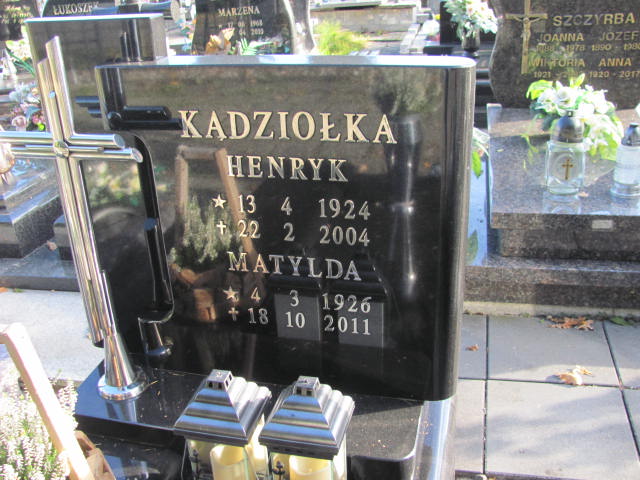 ŁUKOSZEK
MARZENA
KĄDZIOŁKA
HENRYK
★ 13 4 1924
✝ 22 2 2004
MATYLDA
★ 4 3 1926
✝ 18 10 2011
SZCZYRBA
JOANNA JÓZEF
WIKTORIA ANNA